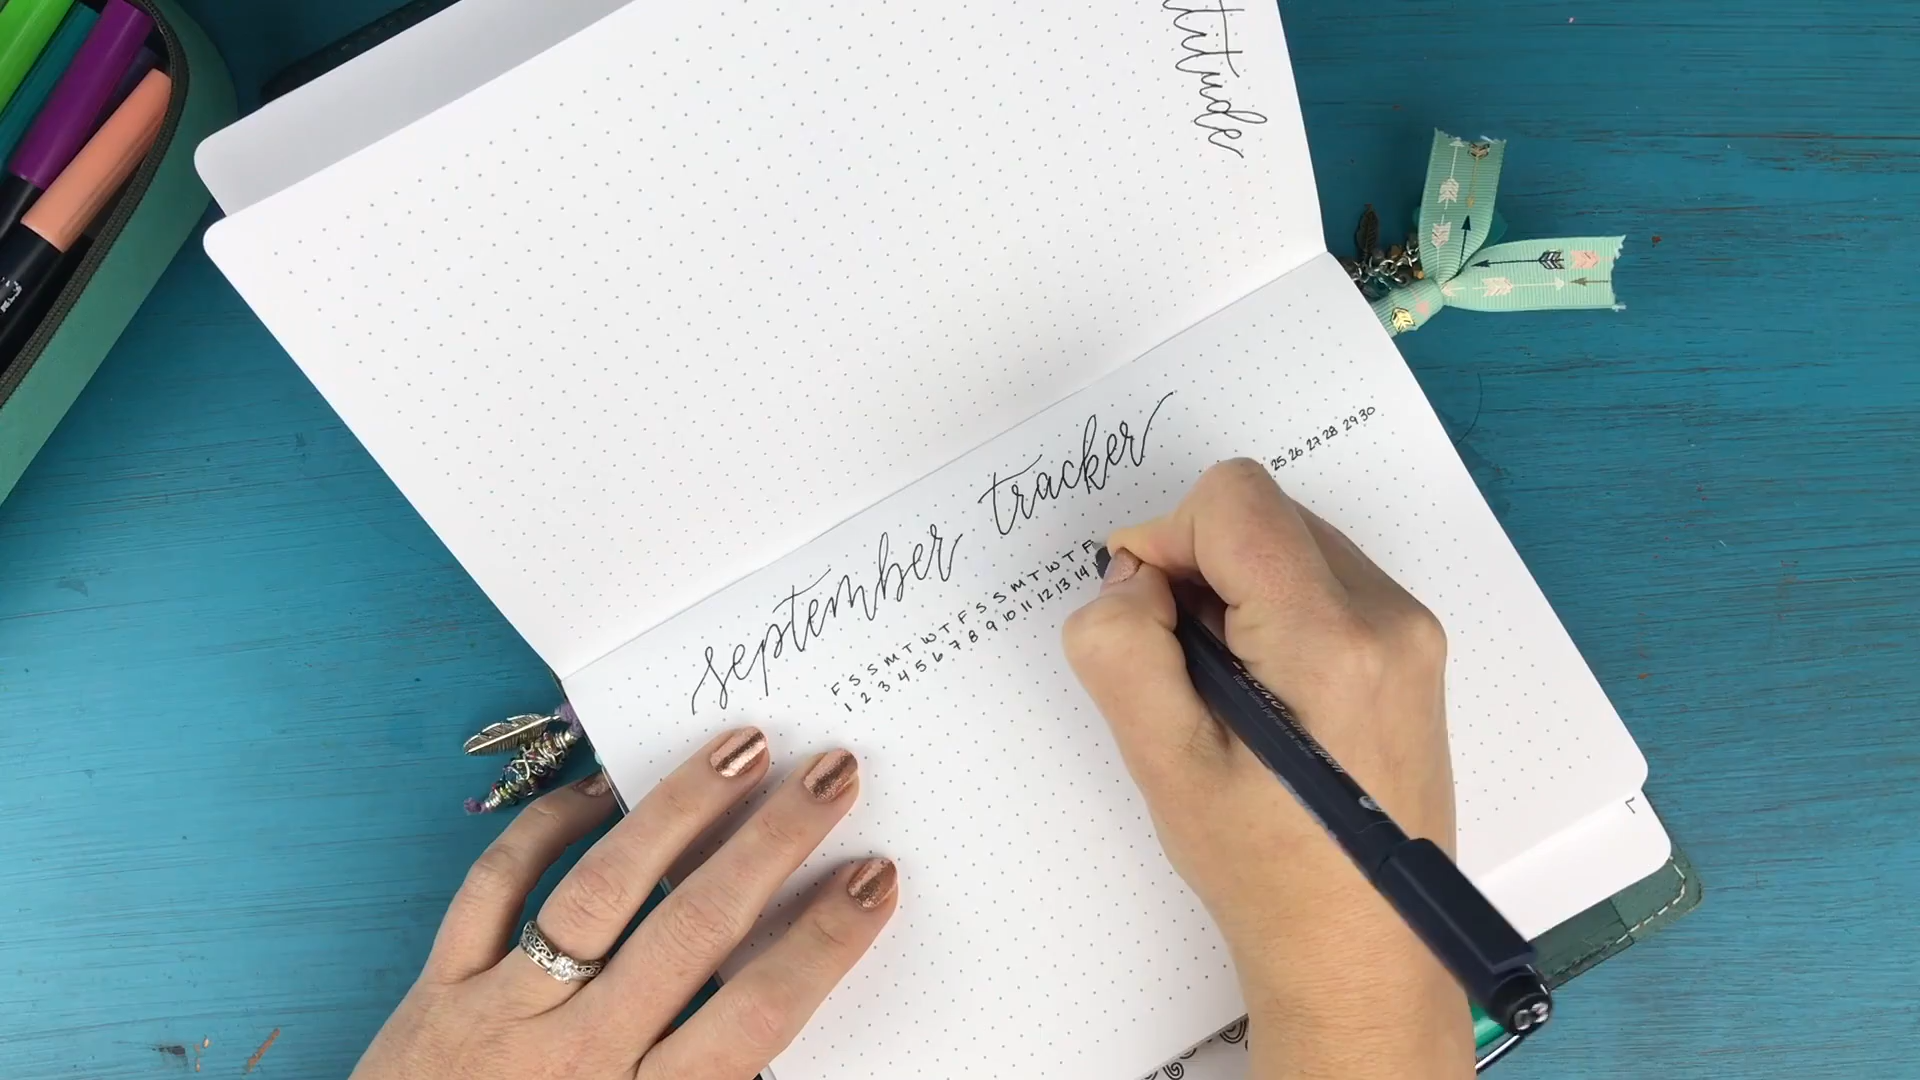 titude
september tracker
F S S M T W T F S S M T W T F
1 2 3 4 5 6 7 8 9 10 11 12 13 14 25 26 27 28 29 30
03